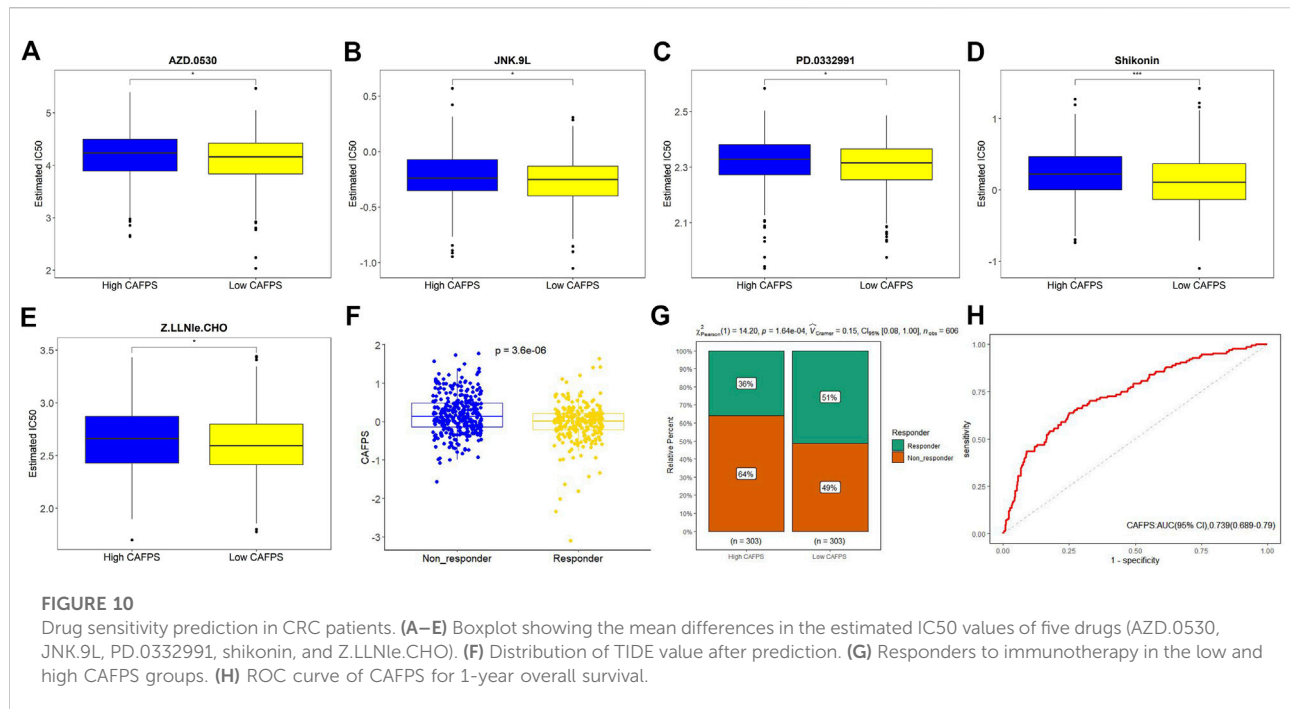 A
AZD.0530
*
Estimated IC50
5
4
3
2
High CAFPS
Low CAFPS
B
JNK.9L
*
Estimated IC50
0.5
-0.0
-0.5
-1.0
High CAFPS
Low CAFPS
C
PD.0332991
*
Estimated IC50
2.5
2.3
2.1
High CAFPS
Low CAFPS
D
Shikonin
***
Estimated IC50
1
0
-1
High CAFPS
Low CAFPS
E
Z.LLNle.CHO
*
Estimated IC50
3.5
3.0
2.5
2.0
High CAFPS
Low CAFPS
F
p = 3.6e-06
CAFPS
2
1
0
-1
-2
-3
Non_responder
Responder
G
χ²Pearson(1) = 14.20, p = 1.64e-04, V̂Cramer = 0.15, CI95% [0.08, 1.00], nobs = 606
Relative Percent
100%
90%
80%
70%
60%
50%
40%
30%
20%
10%
0%
36%
64%
51%
49%
(n = 303)
(n = 303)
High CAFPS
Low CAFPS
Responder
Responder
Non_responder
H
sensitivity
1.00
0.75
0.50
0.25
0.00
CAFPS:AUC(95% CI),0.739(0.689-0.79)
0.00
0.25
0.50
0.75
1.00
1 - specificity
FIGURE 10
Drug sensitivity prediction in CRC patients. (A–E) Boxplot showing the mean differences in the estimated IC50 values of five drugs (AZD.0530,
JNK.9L, PD.0332991, shikonin, and Z.LLNle.CHO). (F) Distribution of TIDE value after prediction. (G) Responders to immunotherapy in the low and
high CAFPS groups. (H) ROC curve of CAFPS for 1-year overall survival.